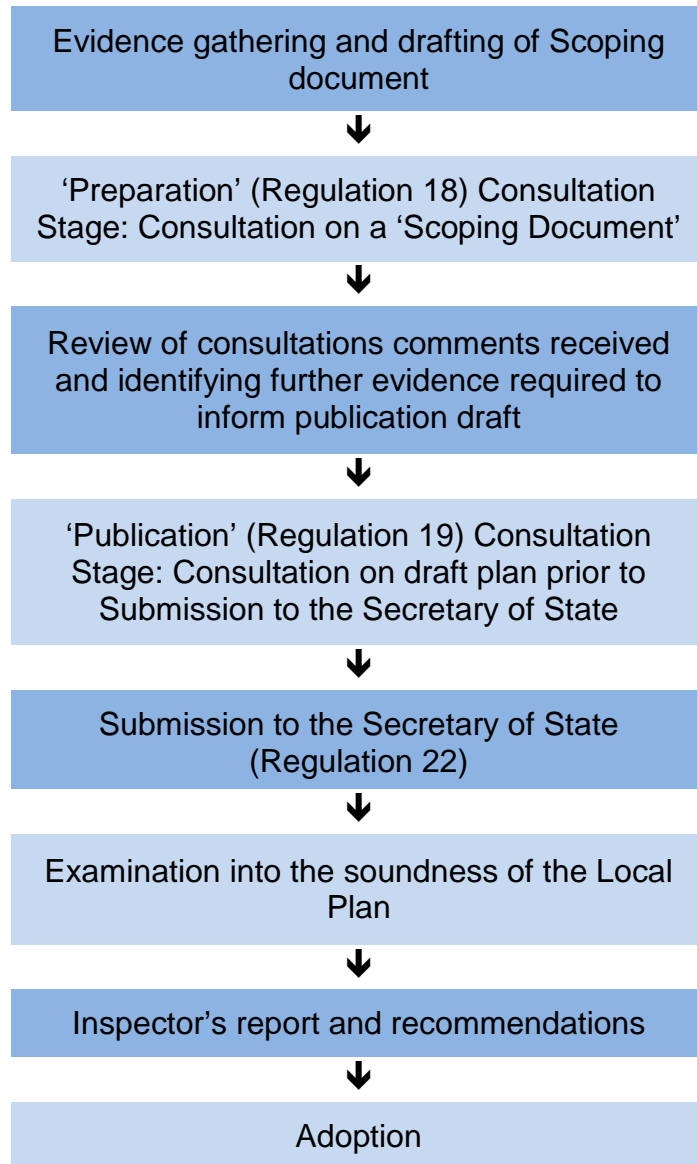 Evidence gathering and drafting of Scoping
document
‘Preparation’ (Regulation 18) Consultation
Stage: Consultation on a ‘Scoping Document’
Review of consultations comments received
and identifying further evidence required to
inform publication draft
‘Publication’ (Regulation 19) Consultation
Stage: Consultation on draft plan prior to
Submission to the Secretary of State
Submission to the Secretary of State
(Regulation 22)
Examination into the soundness of the Local
Plan
Inspector’s report and recommendations
Adoption